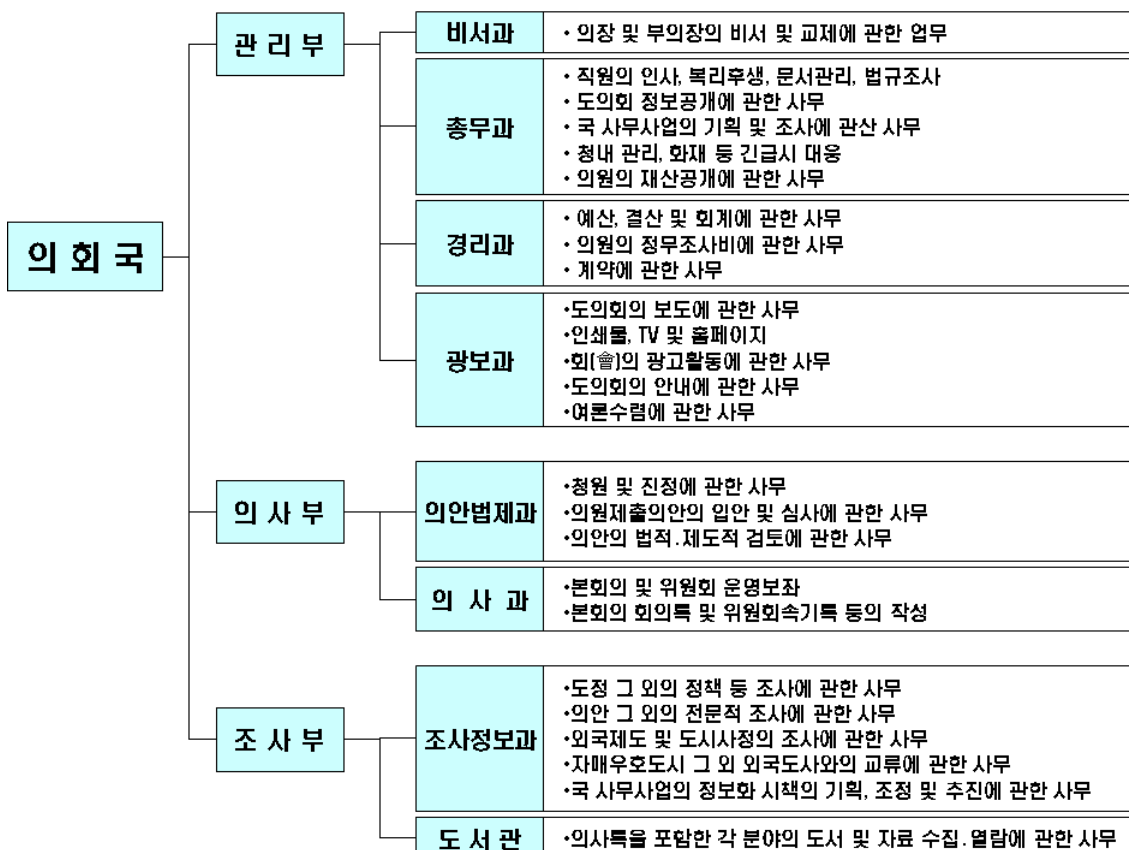 의 회 국
관 리 부
비서과
· 의장 및 부의장의 비서 및 교제에 관한 업무
총무과
· 직원의 인사, 복리후생, 문서관리, 법규조사
· 도의회 정보공개에 관한 사무
· 국 사무사업의 기획 및 조사에 관산 사무
· 청내 관리, 화재 등 긴급시 대응
· 의원의 재산공개에 관한 사무
경리과
· 예산, 결산 및 회계에 관한 사무
· 의원의 정무조사비에 관한 사무
· 계약에 관한 사무
광보과
·도의회의 보도에 관한 사무
·인쇄물, TV 및 홈페이지
·회(會)의 광고활동에 관한 사무
·도의회의 안내에 관한 사무
·여론수렴에 관한 사무
의 사 부
의안법제과
·청원 및 진정에 관한 사무
·의원제출의안의 입안 및 심사에 관한 사무
·의안의 법적.제도적 검토에 관한 사무
의 사 과
·본회의 및 위원회 운영보좌
·본회의 회의록 및 위원회속기록 등의 작성
조 사 부
조사정보과
·도정 그 외의 정책 등 조사에 관한 사무
·의안 그 외의 전문적 조사에 관한 사무
·외국제도 및 도시사정의 조사에 관한 사무
·자매우호도시 그 외 외국도사와의 교류에 관한 사무
·국 사무사업의 정보화 시책의 기획, 조정 및 추진에 관한 사무
도 서 관
·의사록을 포함한 각 분야의 도서 및 자료 수집.열람에 관한 사무